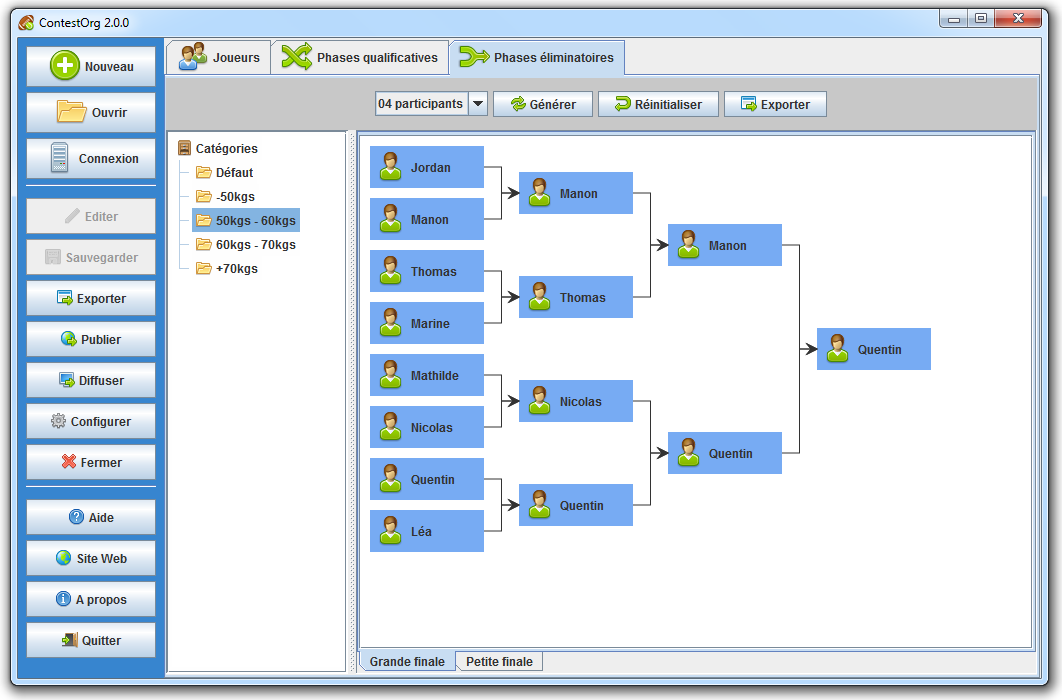 ContestOrg 2.0.0
Nouveau
Ouvrir
Connexion
Editer
Sauvegarder
Exporter
Publier
Diffuser
Configurer
Fermer
Aide
Site Web
A propos
Quitter
Joueurs
Phases qualificatives
Phases éliminatoires
04 participants
Générer
Réinitialiser
Exporter
Catégories
Défaut
-50kgs
50kgs - 60kgs
60kgs - 70kgs
+70kgs
Jordan
Manon
Thomas
Marine
Mathilde
Nicolas
Quentin
Léa
Manon
Thomas
Nicolas
Quentin
Manon
Quentin
Quentin
Grande finale
Petite finale